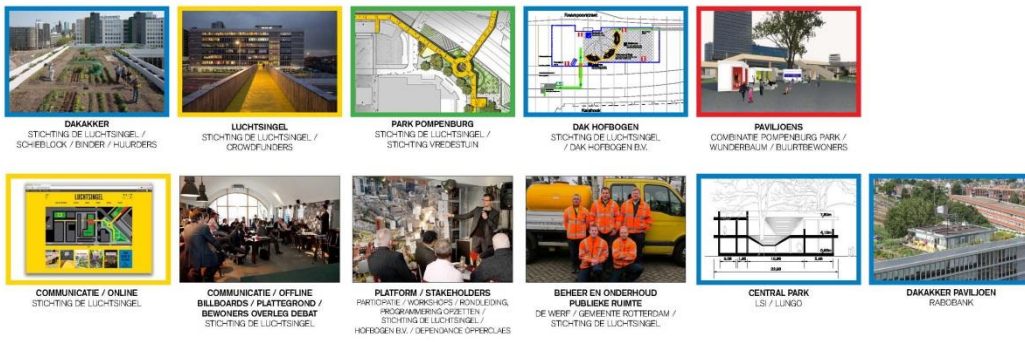 DAKAKKER
STICHTING DE LUCHTSINGEL /
SCHIEBLOCK / BINDER / HUURDERS
LUCHTSINGEL
STICHTING DE LUCHTSINGEL /
CROWDFUNDERS
PARK POMPENBURG
STICHTING DE LUCHTSINGEL /
STICHTING VREDESTUIN
DAK HOFBOGEN
STICHTING DE LUCHTSINGEL
/ DAK HOFBOGEN B.V.
PAVILJOENS
COMBINATIE POMPENBURG PARK /
WUNDERBAUM / BUURTBEWONERS
LUCHTSINGEL
COMMUNICATIE / ONLINE
STICHTING DE LUCHTSINGEL
COMMUNICATIE / OFFLINE
BILLBOARDS / PLATTEGROND /
BEWONERS OVERLEG DEBAT
STICHTING DE LUCHTSINGEL
PLATFORM / STAKEHOLDERS
PARTICIPATIE / WORKSHOPS / RONDLEIDING,
PROGRAMMERING OPZETTEN /
STICHTING DE LUCHTSINGEL /
HOFBOGEN B.V. / DEPENDANCE OPPERCLAES
BEHEER EN ONDERHOUD
PUBLIEKE RUIMTE
DE WERF / GEMEENTE ROTTERDAM /
STICHTING DE LUCHTSINGEL
CENTRAL PARK
LSI / LUNGO
DAKAKKER PAVILJOEN
RABOBANK